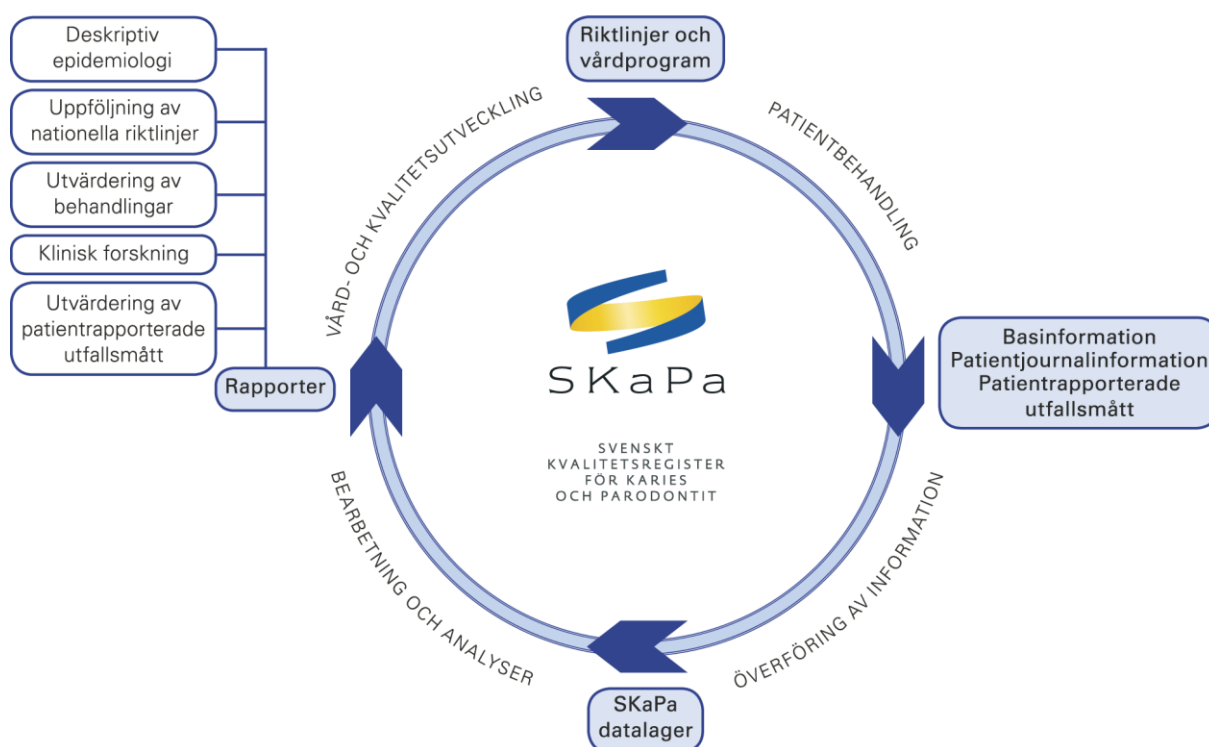 Deskriptiv
epidemiologi
Uppföljning av
nationella riktlinjer
Utvärdering av
behandlingar
Klinisk forskning
Utvärdering av
patientrapporterade
utfallsmått
Rapporter
VÅRD- OCH KVALITETSUTVECKLING
Riktlinjer och
vårdprogram
PATIENTBEHANDLING
Basinformation
Patientjournalinformation
Patientrapporterade
utfallsmått
ÖVERFÖRING AV INFORMATION
SKaPa
datalager
BEARBETNING OCH ANALYSER
SKaPa
SVENSKT
KVALITETSREGISTER
FÖR KARIES
OCH PARODONTIT